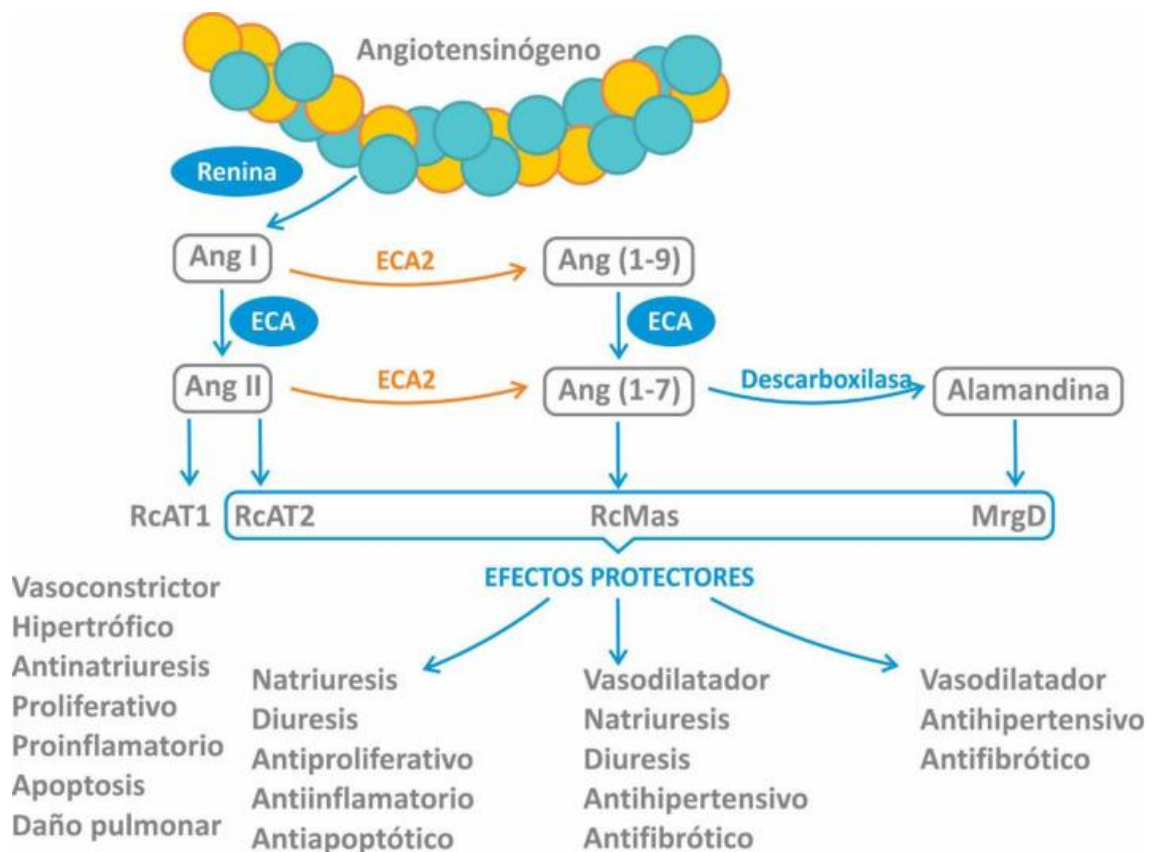 Angiotensinógeno
Renina
Ang I
ECA2
Ang (1-9)
ECA
ECA
Ang II
ECA2
Ang (1-7)
Descarboxilasa
Alamandina
RcAT1
RcAT2
RcMas
MrgD
EFECTOS PROTECTORES
Vasoconstrictor
Hipertrófico
Antinatriuresis
Proliferativo
Proinflamatorio
Apoptosis
Daño pulmonar
Natriuresis
Diuresis
Antiproliferativo
Antiinflamatorio
Antiapoptótico
Vasodilatador
Natriuresis
Diuresis
Antihipertensivo
Antifibrótico
Vasodilatador
Antihipertensivo
Antifibrótico